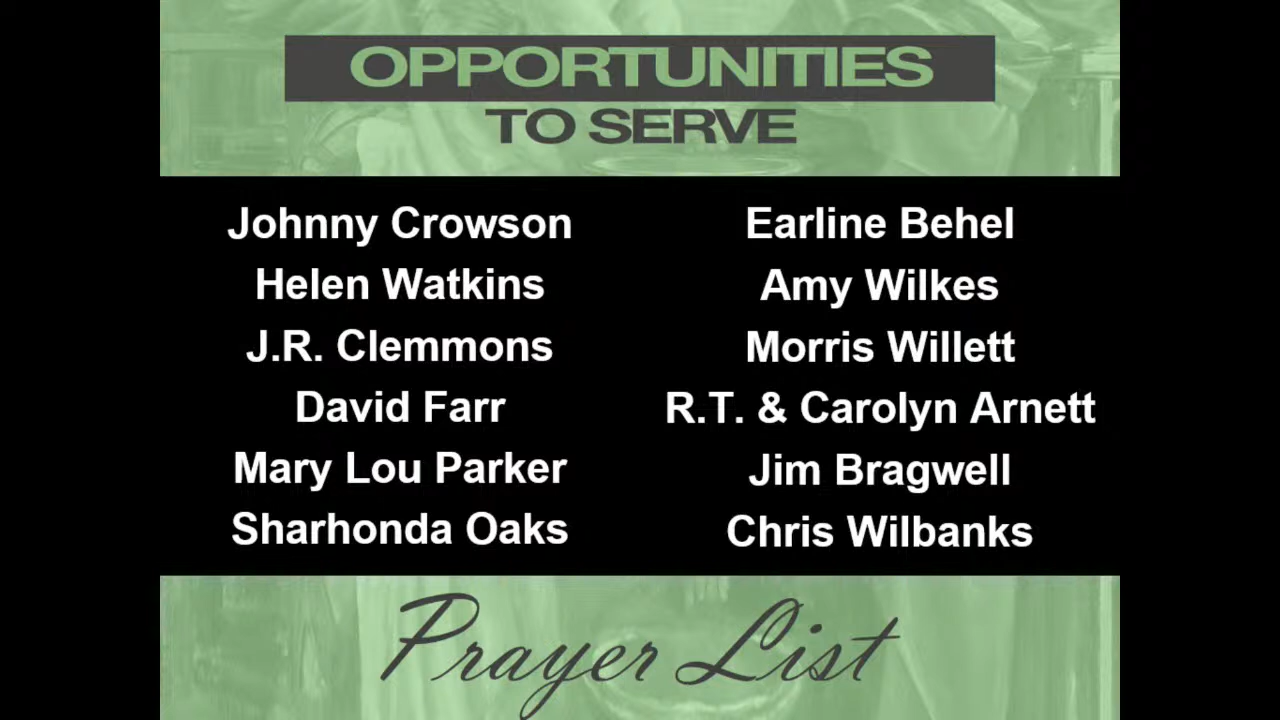 OPPORTUNITIES
TO SERVE
Johnny Crowson
Helen Watkins
J.R. Clemmons
David Farr
Mary Lou Parker
Sharhonda Oaks
Earline Behel
Amy Wilkes
Morris Willett
R.T. & Carolyn Arnett
Jim Bragwell
Chris Wilbanks
Prayer List